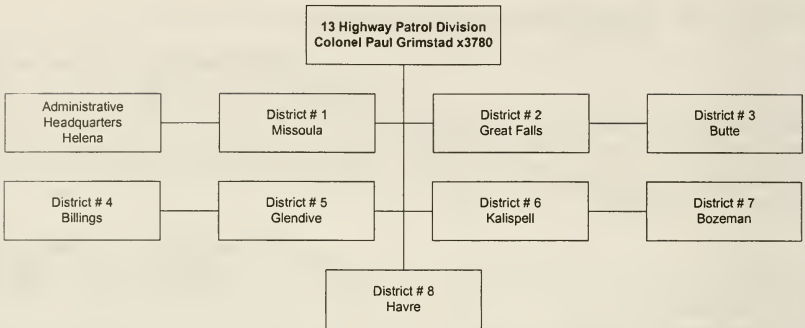 13 Highway Patrol Division
Colonel Paul Grimstad x3780
Administrative
Headquarters
Helena
District # 1
Missoula
District # 2
Great Falls
District # 3
Butte
District # 4
Billings
District # 5
Glendive
District # 6
Kalispell
District # 7
Bozeman
District # 8
Havre